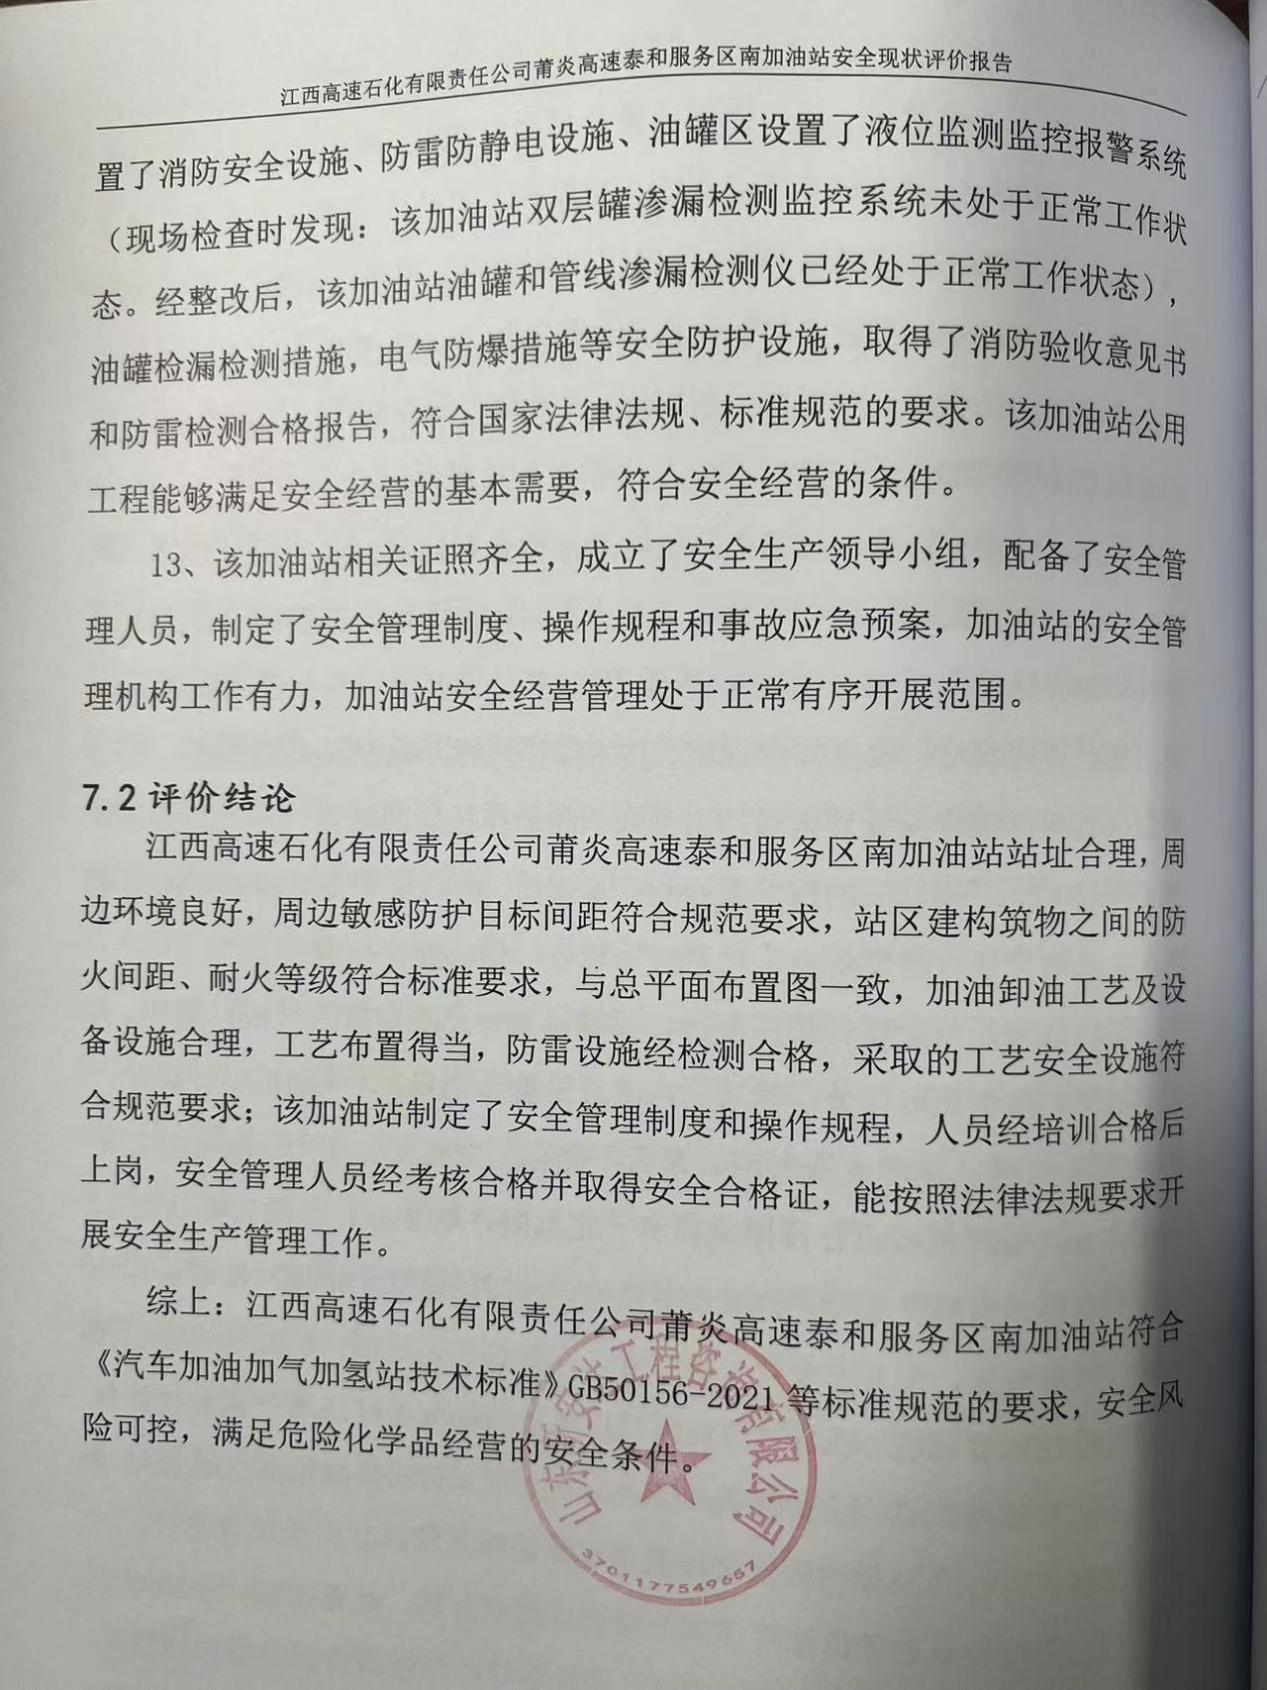 江西高速石化有限责任公司莆炎高速泰和服务区南加油站安全现状评价报告
置了消防安全设施、防雷防静电设施、油罐区设置了液位监测监控报警系统
（现场检查时发现：该加油站双层罐渗漏检测监控系统未处于正常工作状
态。经整改后，该加油站油罐和管线渗漏检测仪已经处于正常工作状态），
油罐检漏检测措施，电气防爆措施等安全防护设施，取得了消防验收意见书
和防雷检测合格报告，符合国家法律法规、标准规范的要求。该加油站公用
工程能够满足安全经营的基本需要，符合安全经营的条件。
13、该加油站相关证照齐全，成立了安全生产领导小组，配备了安全管
理人员，制定了安全管理制度、操作规程和事故应急预案，加油站的安全管
理机构工作有力，加油站安全经营管理处于正常有序开展范围。
7.2 评价结论
江西高速石化有限责任公司莆炎高速泰和服务区南加油站站址合理，周
边环境良好，周边敏感防护目标间距符合规范要求，站区建构筑物之间的防
火间距、耐火等级符合标准要求，与总平面布置图一致，加油卸油工艺及设
备设施合理，工艺布置得当，防雷设施经检测合格，采取的工艺安全设施符
合规范要求；该加油站制定了安全管理制度和操作规程，人员经培训合格后
上岗，安全管理人员经考核合格并取得安全合格证，能按照法律法规要求开
展安全生产管理工作。
综上：江西高速石化有限责任公司莆炎高速泰和服务区南加油站符合
《汽车加油加气加氢站技术标准》GB50156-2021 等标准规范的要求，安全风
险可控，满足危险化学品经营的安全条件。
工程咨询有限公司
3701177549657